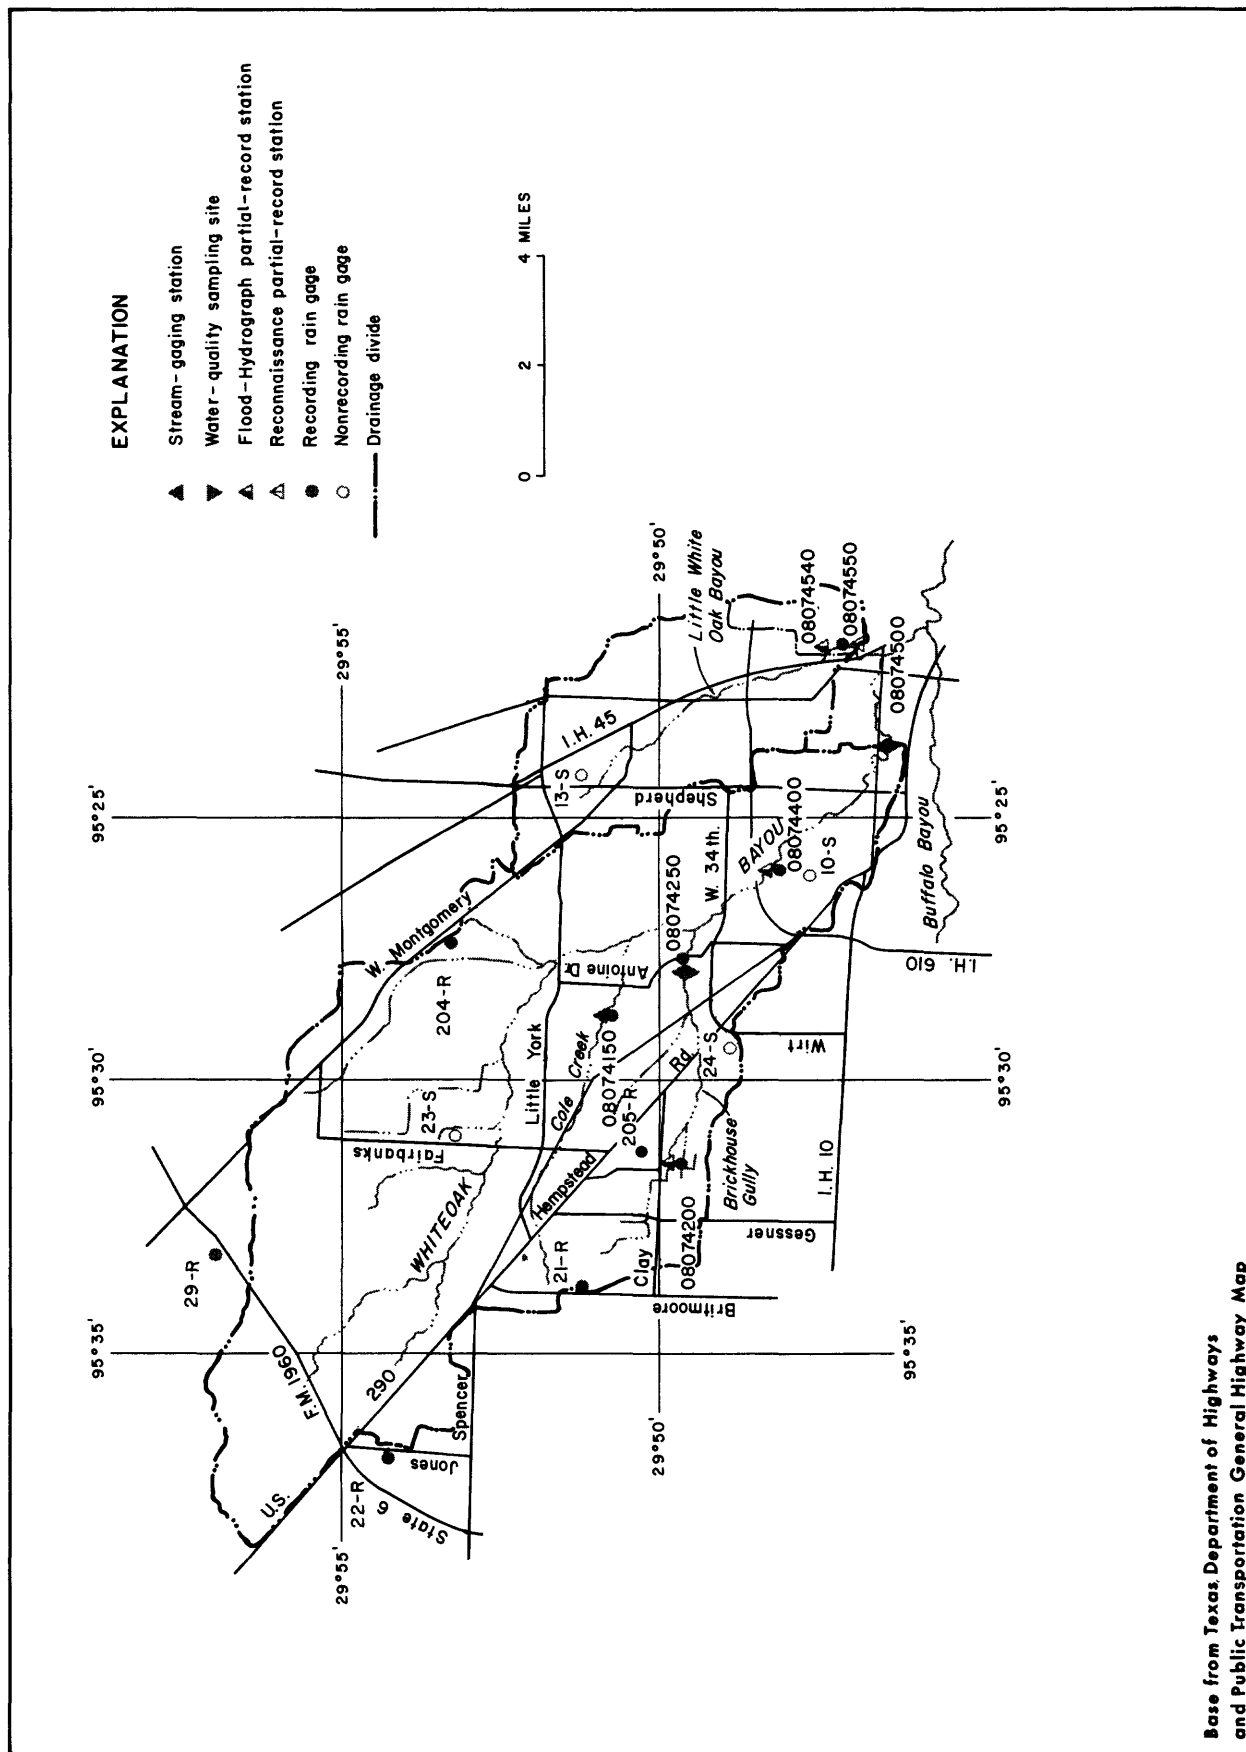 EXPLANATION
Stream-gaging station
Water-quality sampling site
Flood-Hydrograph partial-record station
Reconnaissance partial-record station
Recording rain gage
Nonrecording rain gage
Drainage divide
0 2 4 MILES
95°35'
95°30'
95°25'
29°55'
29°55'
29°50'
29°50'
95°35'
95°30'
95°25'
U.S.
290
F.M. 1960
State 6
22-R
29-R
Jones
Spencer
WHITEOAK
Fairbanks
23-S
204-R
W. Montgomery
Little York
Cole Creek
Hempstead
Rd.
21-R
Clay
Brittmoore
08074200
Gessner
Brickhouse
Gully
205-R
08074150
24-S
Wirt
I.H. 10
Antoine Dr.
08074250
W. 34th.
BAYOU
08074400
10-S
I.H. 610
Buffalo Bayou
Shepherd
13-S
I.H. 45
Little White
Oak Bayou
08074540
08074550
08074500
Base from Texas Department of Highways
and Public Transportation General Highway Map